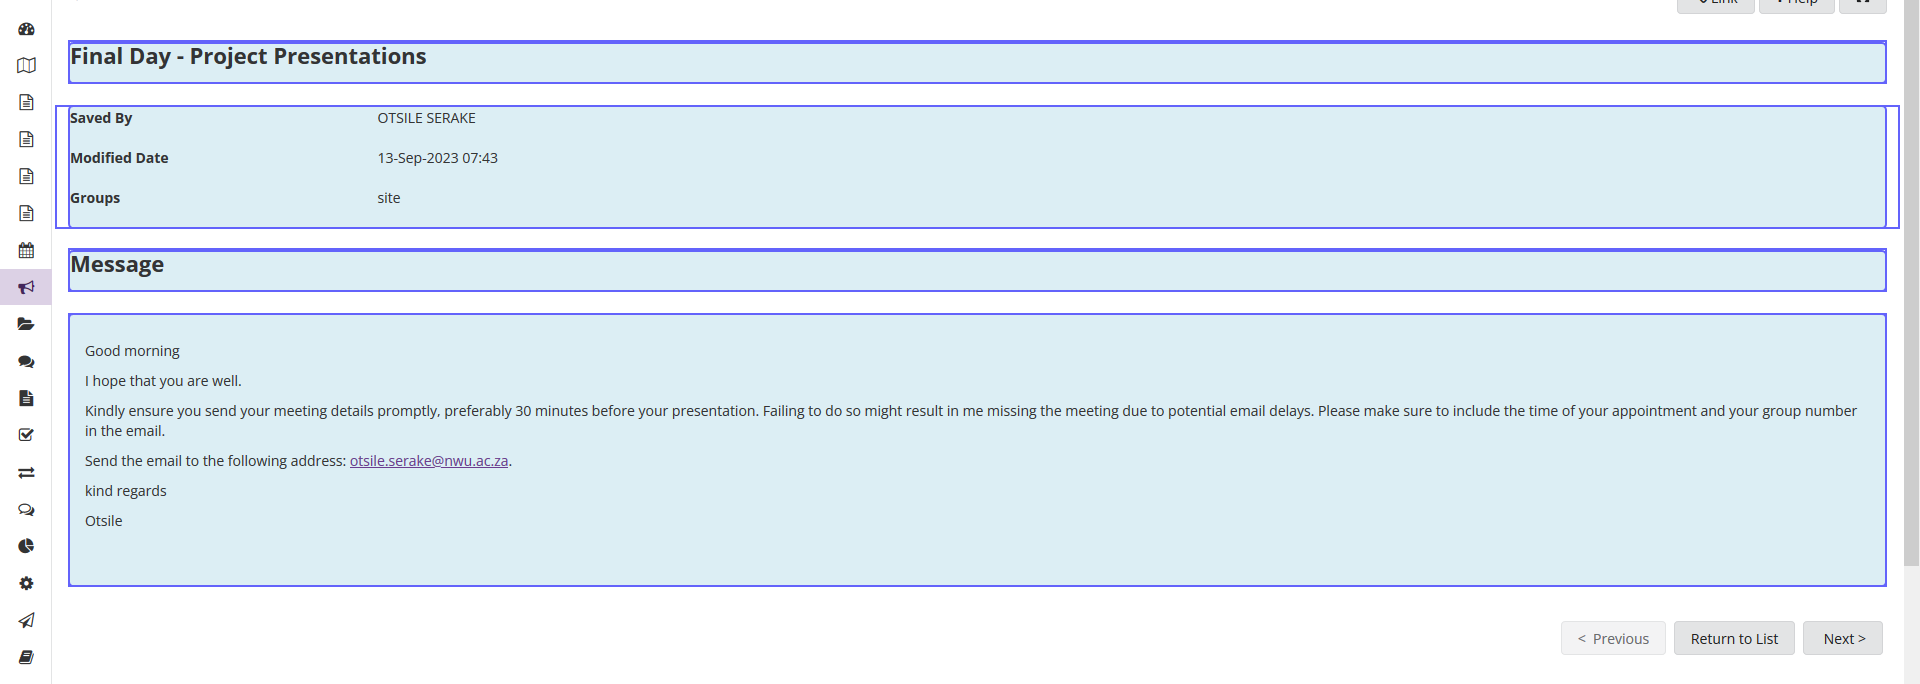 Link
Help
Final Day - Project Presentations
Saved By OTSILE SERAKE
Modified Date 13-Sep-2023 07:43
Groups site
Message
Good morning
I hope that you are well.
Kindly ensure you send your meeting details promptly, preferably 30 minutes before your presentation. Failing to do so might result in me missing the meeting due to potential email delays. Please make sure to include the time of your appointment and your group number
in the email.
Send the email to the following address: otsile.serake@nwu.ac.za.
kind regards
Otsile
< Previous Return to List Next >